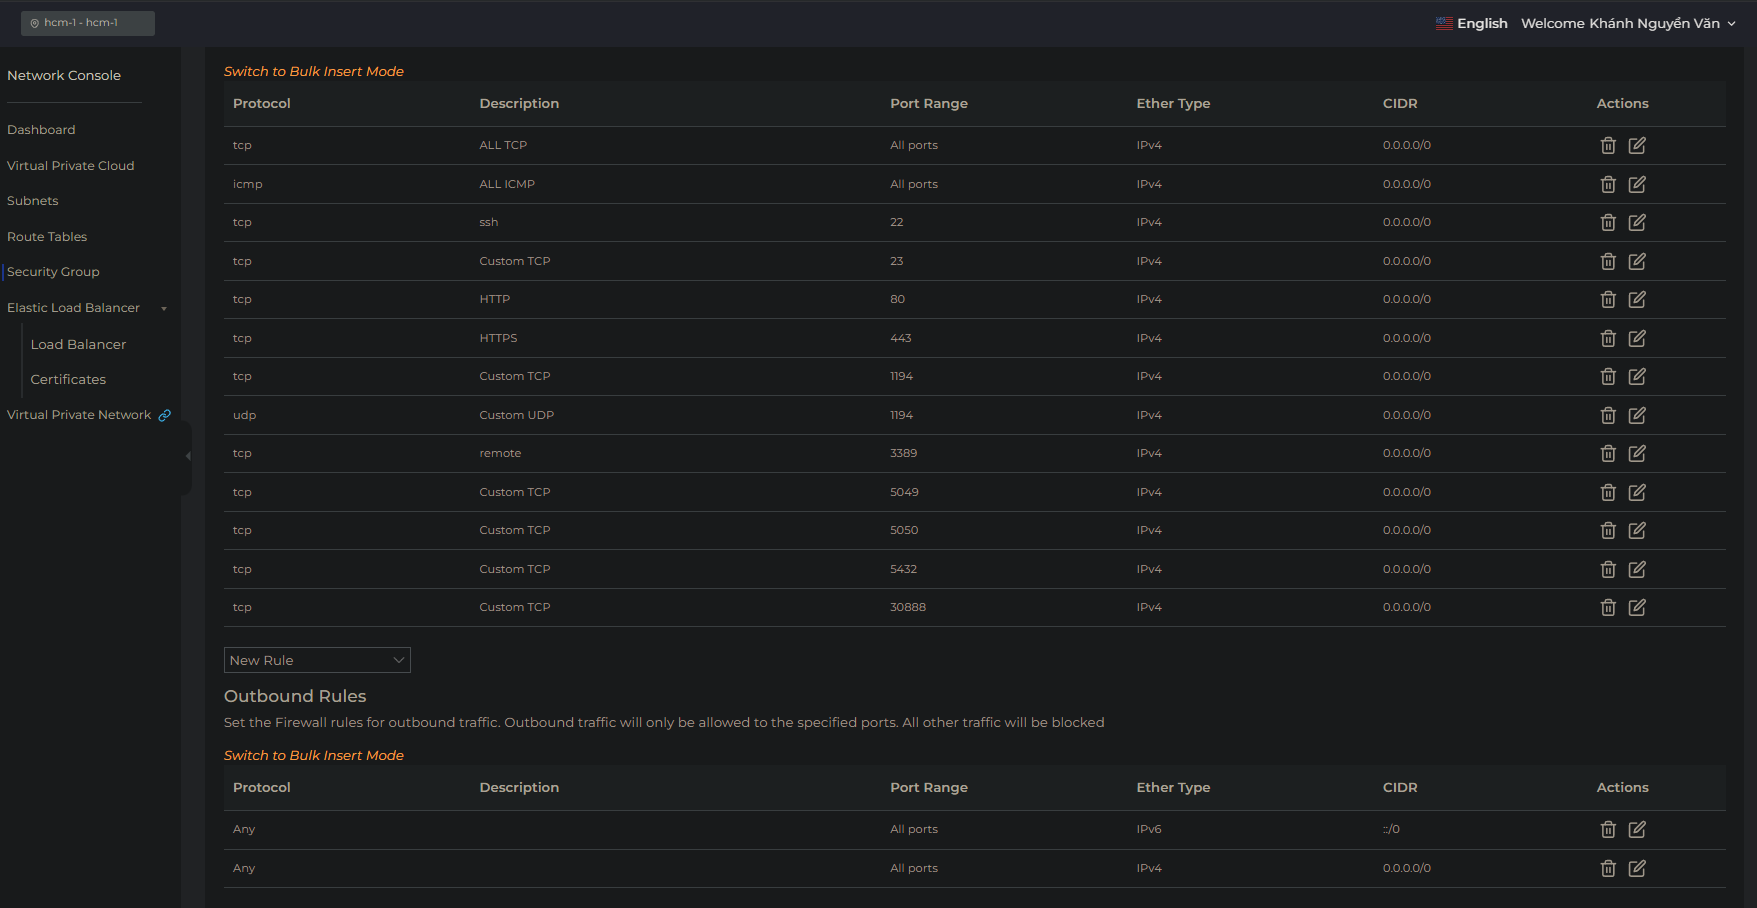 hcm-1 - hcm-1
English Welcome Khánh Nguyển Văn
Network Console
Dashboard
Virtual Private Cloud
Subnets
Route Tables
Security Group
Elastic Load Balancer
Load Balancer
Certificates
Virtual Private Network
Switch to Bulk Insert Mode
Protocol Description Port Range Ether Type CIDR Actions
tcp ALL TCP All ports IPv4 0.0.0.0/0
icmp ALL ICMP All ports IPv4 0.0.0.0/0
tcp ssh 22 IPv4 0.0.0.0/0
tcp Custom TCP 23 IPv4 0.0.0.0/0
tcp HTTP 80 IPv4 0.0.0.0/0
tcp HTTPS 443 IPv4 0.0.0.0/0
tcp Custom TCP 1194 IPv4 0.0.0.0/0
udp Custom UDP 1194 IPv4 0.0.0.0/0
tcp remote 3389 IPv4 0.0.0.0/0
tcp Custom TCP 5049 IPv4 0.0.0.0/0
tcp Custom TCP 5050 IPv4 0.0.0.0/0
tcp Custom TCP 5432 IPv4 0.0.0.0/0
tcp Custom TCP 30888 IPv4 0.0.0.0/0
New Rule
Outbound Rules
Set the Firewall rules for outbound traffic. Outbound traffic will only be allowed to the specified ports. All other traffic will be blocked
Switch to Bulk Insert Mode
Protocol Description Port Range Ether Type CIDR Actions
Any All ports IPv6 ::/0
Any All ports IPv4 0.0.0.0/0